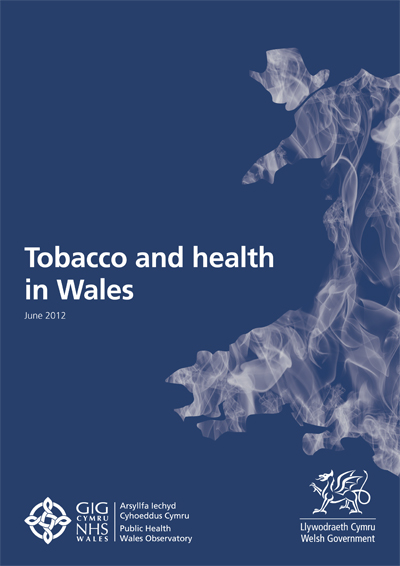 Tobacco and health
in Wales
June 2012
GIG
CYMRU
NHS
WALES
Arsyllfa Iechyd
Cyhoeddus Cymru
Public Health
Wales Observatory
Llywodraeth Cymru
Welsh Government